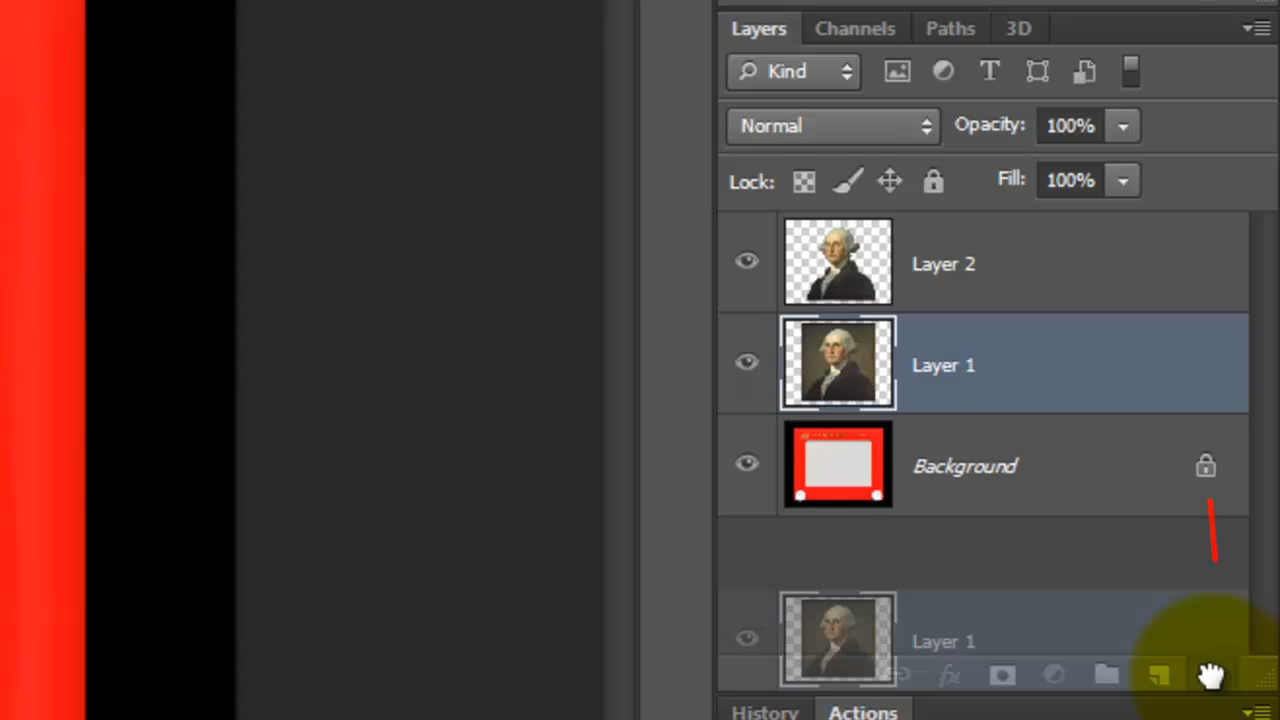 Layers Channels Paths 3D
Kind T
Normal Opacity: 100%
Lock: Fill: 100%
Layer 2
Layer 1
Background
Layer 1
fx
History Actions